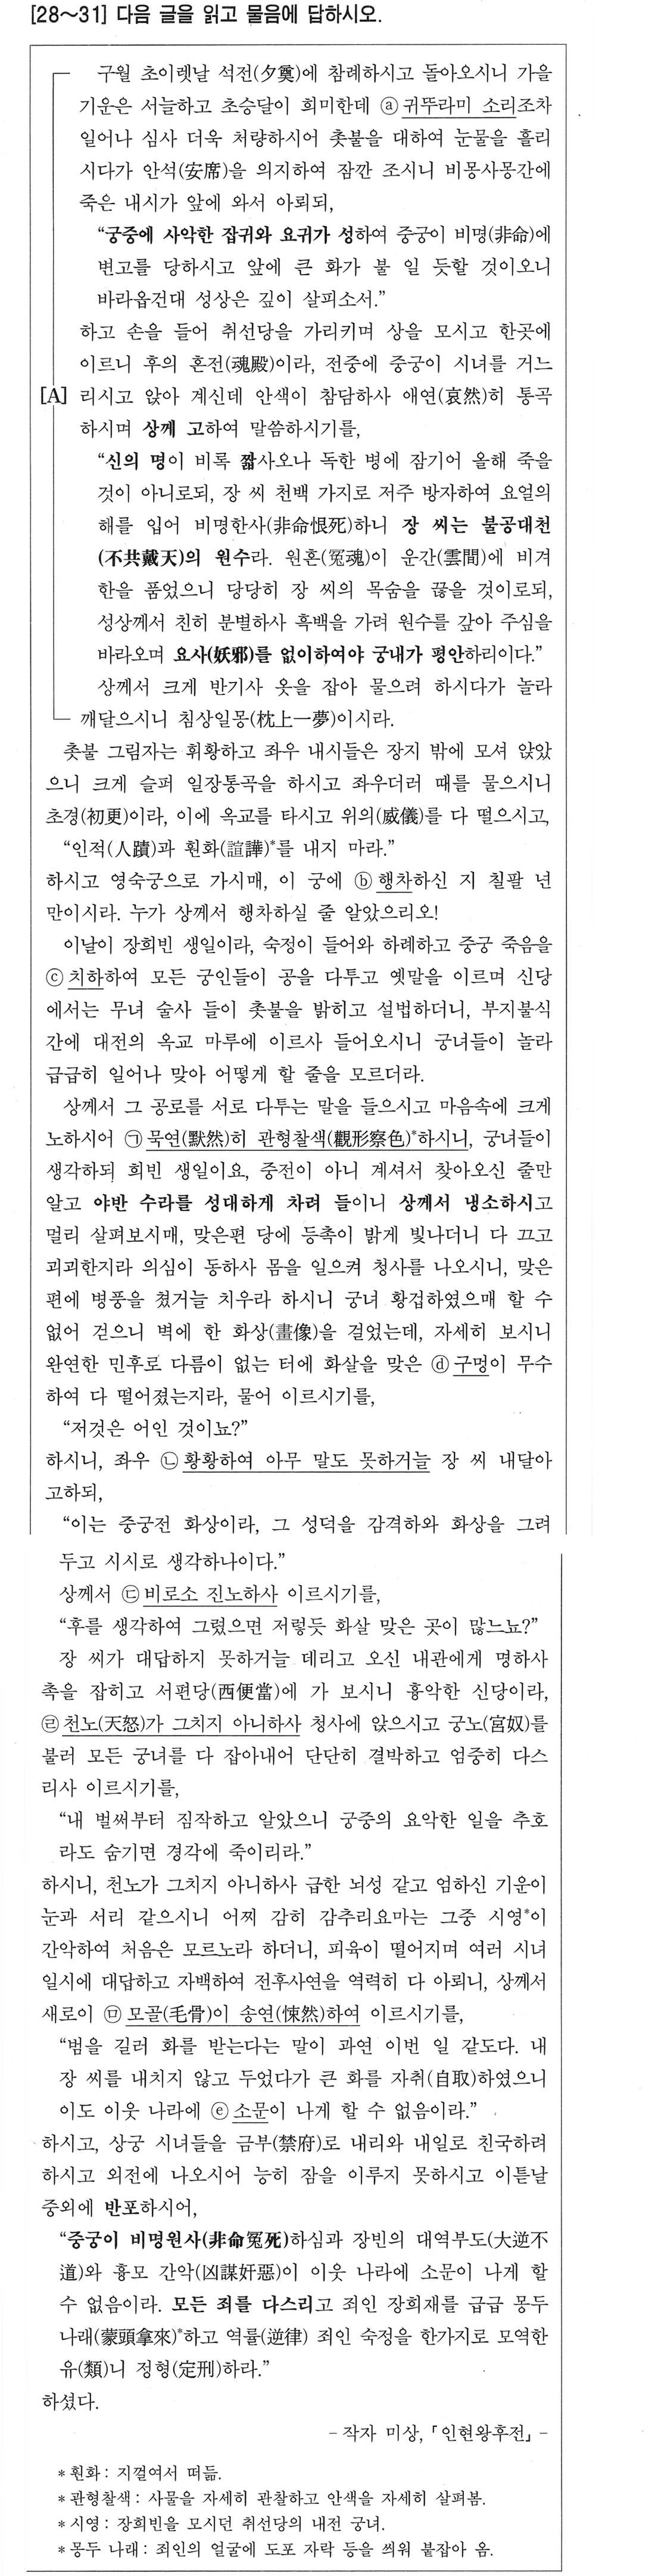 [28～31] 다음 글을 읽고 물음에 답하시오.
구월 초이렛날 석전(夕奠)에 참례하시고 돌아오시니 가을
기운은 서늘하고 초승달이 희미한데 ⓐ 귀뚜라미 소리조차
일어나 심사 더욱 처량하시어 촛불을 대하여 눈물을 흘리
시다가 안석(安席)을 의지하여 잠깐 조시니 비몽사몽간에
죽은 내시가 앞에 와서 아뢰되,
“궁중에 사악한 잡귀와 요귀가 성하여 중궁이 비명(非命)에
변고를 당하시고 앞에 큰 화가 불 일 듯할 것이오니
바라옵건대 성상은 깊이 살피소서.”
하고 손을 들어 취선당을 가리키며 상을 모시고 한곳에
이르니 후의 혼전(魂殿)이라, 전중에 중궁이 시녀를 거느
[A] 리시고 앉아 계신데 안색이 참담하사 애연(哀然)히 통곡
하시며 상께 고하여 말씀하시기를,
“신의 명이 비록 짧사오나 독한 병에 잠기어 올해 죽을
것이 아니로되, 장 씨 천백 가지로 저주 방자하여 요얼의
해를 입어 비명한사(非命恨死)하니 장 씨는 불공대천
(不共戴天)의 원수라. 원혼(冤魂)이 운간(雲間)에 비겨
한을 품었으니 당당히 장 씨의 목숨을 끊을 것이로되,
성상께서 친히 분별하사 흑백을 가려 원수를 갚아 주심을
바라오며 요사(妖邪)를 없이하여야 궁내가 평안하리이다.”
상께서 크게 반기사 옷을 잡아 물으려 하시다가 놀라
깨달으시니 침상일몽(枕上一夢)이시라.
촛불 그림자는 휘황하고 좌우 내시들은 장지 밖에 모셔 앉았
으니 크게 슬퍼 일장통곡을 하시고 좌우더러 때를 물으시니
초경(初更)이라, 이에 옥교를 타시고 위의(威儀)를 다 떨으시고,
“인적(人蹟)과 훤화(諠譁)*를 내지 마라.”
하시고 영숙궁으로 가시매, 이 궁에 ⓑ 행차하신 지 칠팔 년
만이시라. 누가 상께서 행차하실 줄 알았으리오!
이날이 장희빈 생일이라, 숙정이 들어와 하례하고 중궁 죽음을
ⓒ 치하하여 모든 궁인들이 공을 다투고 옛말을 이르며 신당
에서는 무녀 술사 들이 촛불을 밝히고 설법하더니, 부지불식
간에 대전의 옥교 마루에 이르사 들어오시니 궁녀들이 놀라
급급히 일어나 맞아 어떻게 할 줄을 모르더라.
상께서 그 공로를 서로 다투는 말을 들으시고 마음속에 크게
노하시어 ㉠ 묵연(默然)히 관형찰색(觀形察色)*하시니, 궁녀들이
생각하되 희빈 생일이요, 중전이 아니 계셔서 찾아오신 줄만
알고 야반 수라를 성대하게 차려 들이니 상께서 냉소하시고
멀리 살펴보시매, 맞은편 당에 등촉이 밝게 빛나더니 다 끄고
괴괴한지라 의심이 동하사 몸을 일으켜 청사를 나오시니, 맞은
편에 병풍을 쳤거늘 치우라 하시니 궁녀 황겁하였으매 할 수
없어 걷으니 벽에 한 화상(畫像)을 걸었는데, 자세히 보시니
완연한 민후로 다름이 없는 터에 화살을 맞은 ⓓ 구멍이 무수
하여 다 떨어졌는지라, 물어 이르시기를,
“저것은 어인 것이뇨?”
하시니, 좌우 ㉡ 황황하여 아무 말도 못하거늘 장 씨 내달아
고하되,
“이는 중궁전 화상이라, 그 성덕을 감격하와 화상을 그려
두고 시시로 생각하나이다.”
상께서 ㉢ 비로소 진노하사 이르시기를,
“후를 생각하여 그렸으면 저렇듯 화살 맞은 곳이 많느뇨?”
장 씨가 대답하지 못하거늘 데리고 오신 내관에게 명하사
촉을 잡히고 서편당(西便當)에 가 보시니 흉악한 신당이라,
㉣ 천노(天怒)가 그치지 아니하사 청사에 앉으시고 궁노(宮奴)를
불러 모든 궁녀를 다 잡아내어 단단히 결박하고 엄중히 다스
리사 이르시기를,
“내 벌써부터 짐작하고 알았으니 궁중의 요악한 일을 추호
라도 숨기면 경각에 죽이리라.”
하시니, 천노가 그치지 아니하사 급한 뇌성 같고 엄하신 기운이
눈과 서리 같으시니 어찌 감히 감추리요마는 그중 시영*이
간악하여 처음은 모르노라 하더니, 피육이 떨어지며 여러 시녀
일시에 대답하고 자백하여 전후사연을 역력히 다 아뢰니, 상께서
새로이 ㉤ 모골(毛骨)이 송연(悚然)하여 이르시기를,
“범을 길러 화를 받는다는 말이 과연 이번 일 같도다. 내
장 씨를 내치지 않고 두었다가 큰 화를 자취(自取)하였으니
이도 이웃 나라에 ⓔ 소문이 나게 할 수 없음이라.”
하시고, 상궁 시녀들을 금부(禁府)로 내리와 내일로 친국하려
하시고 외전에 나오시어 능히 잠을 이루지 못하시고 이튿날
중외에 반포하시어,
“중궁이 비명원사(非命冤死)하심과 장빈의 대역부도(大逆不
道)와 흉모 간악(凶謀奸惡)이 이웃 나라에 소문이 나게 할
수 없음이라. 모든 죄를 다스리고 죄인 장희재를 급급 몽두
나래(蒙頭拿來)*하고 역률(逆律) 죄인 숙정을 한가지로 모역한
유(類)니 정형(定刑)하라.”
하셨다.
- 작자 미상, 「인현왕후전」 -
* 훤화 : 지껄여서 떠듦.
* 관형찰색 : 사물을 자세히 관찰하고 안색을 자세히 살펴봄.
* 시영 : 장희빈을 모시던 취선당의 내전 궁녀.
* 몽두 나래 : 죄인의 얼굴에 도포 자락 등을 씌워 붙잡아 옴.